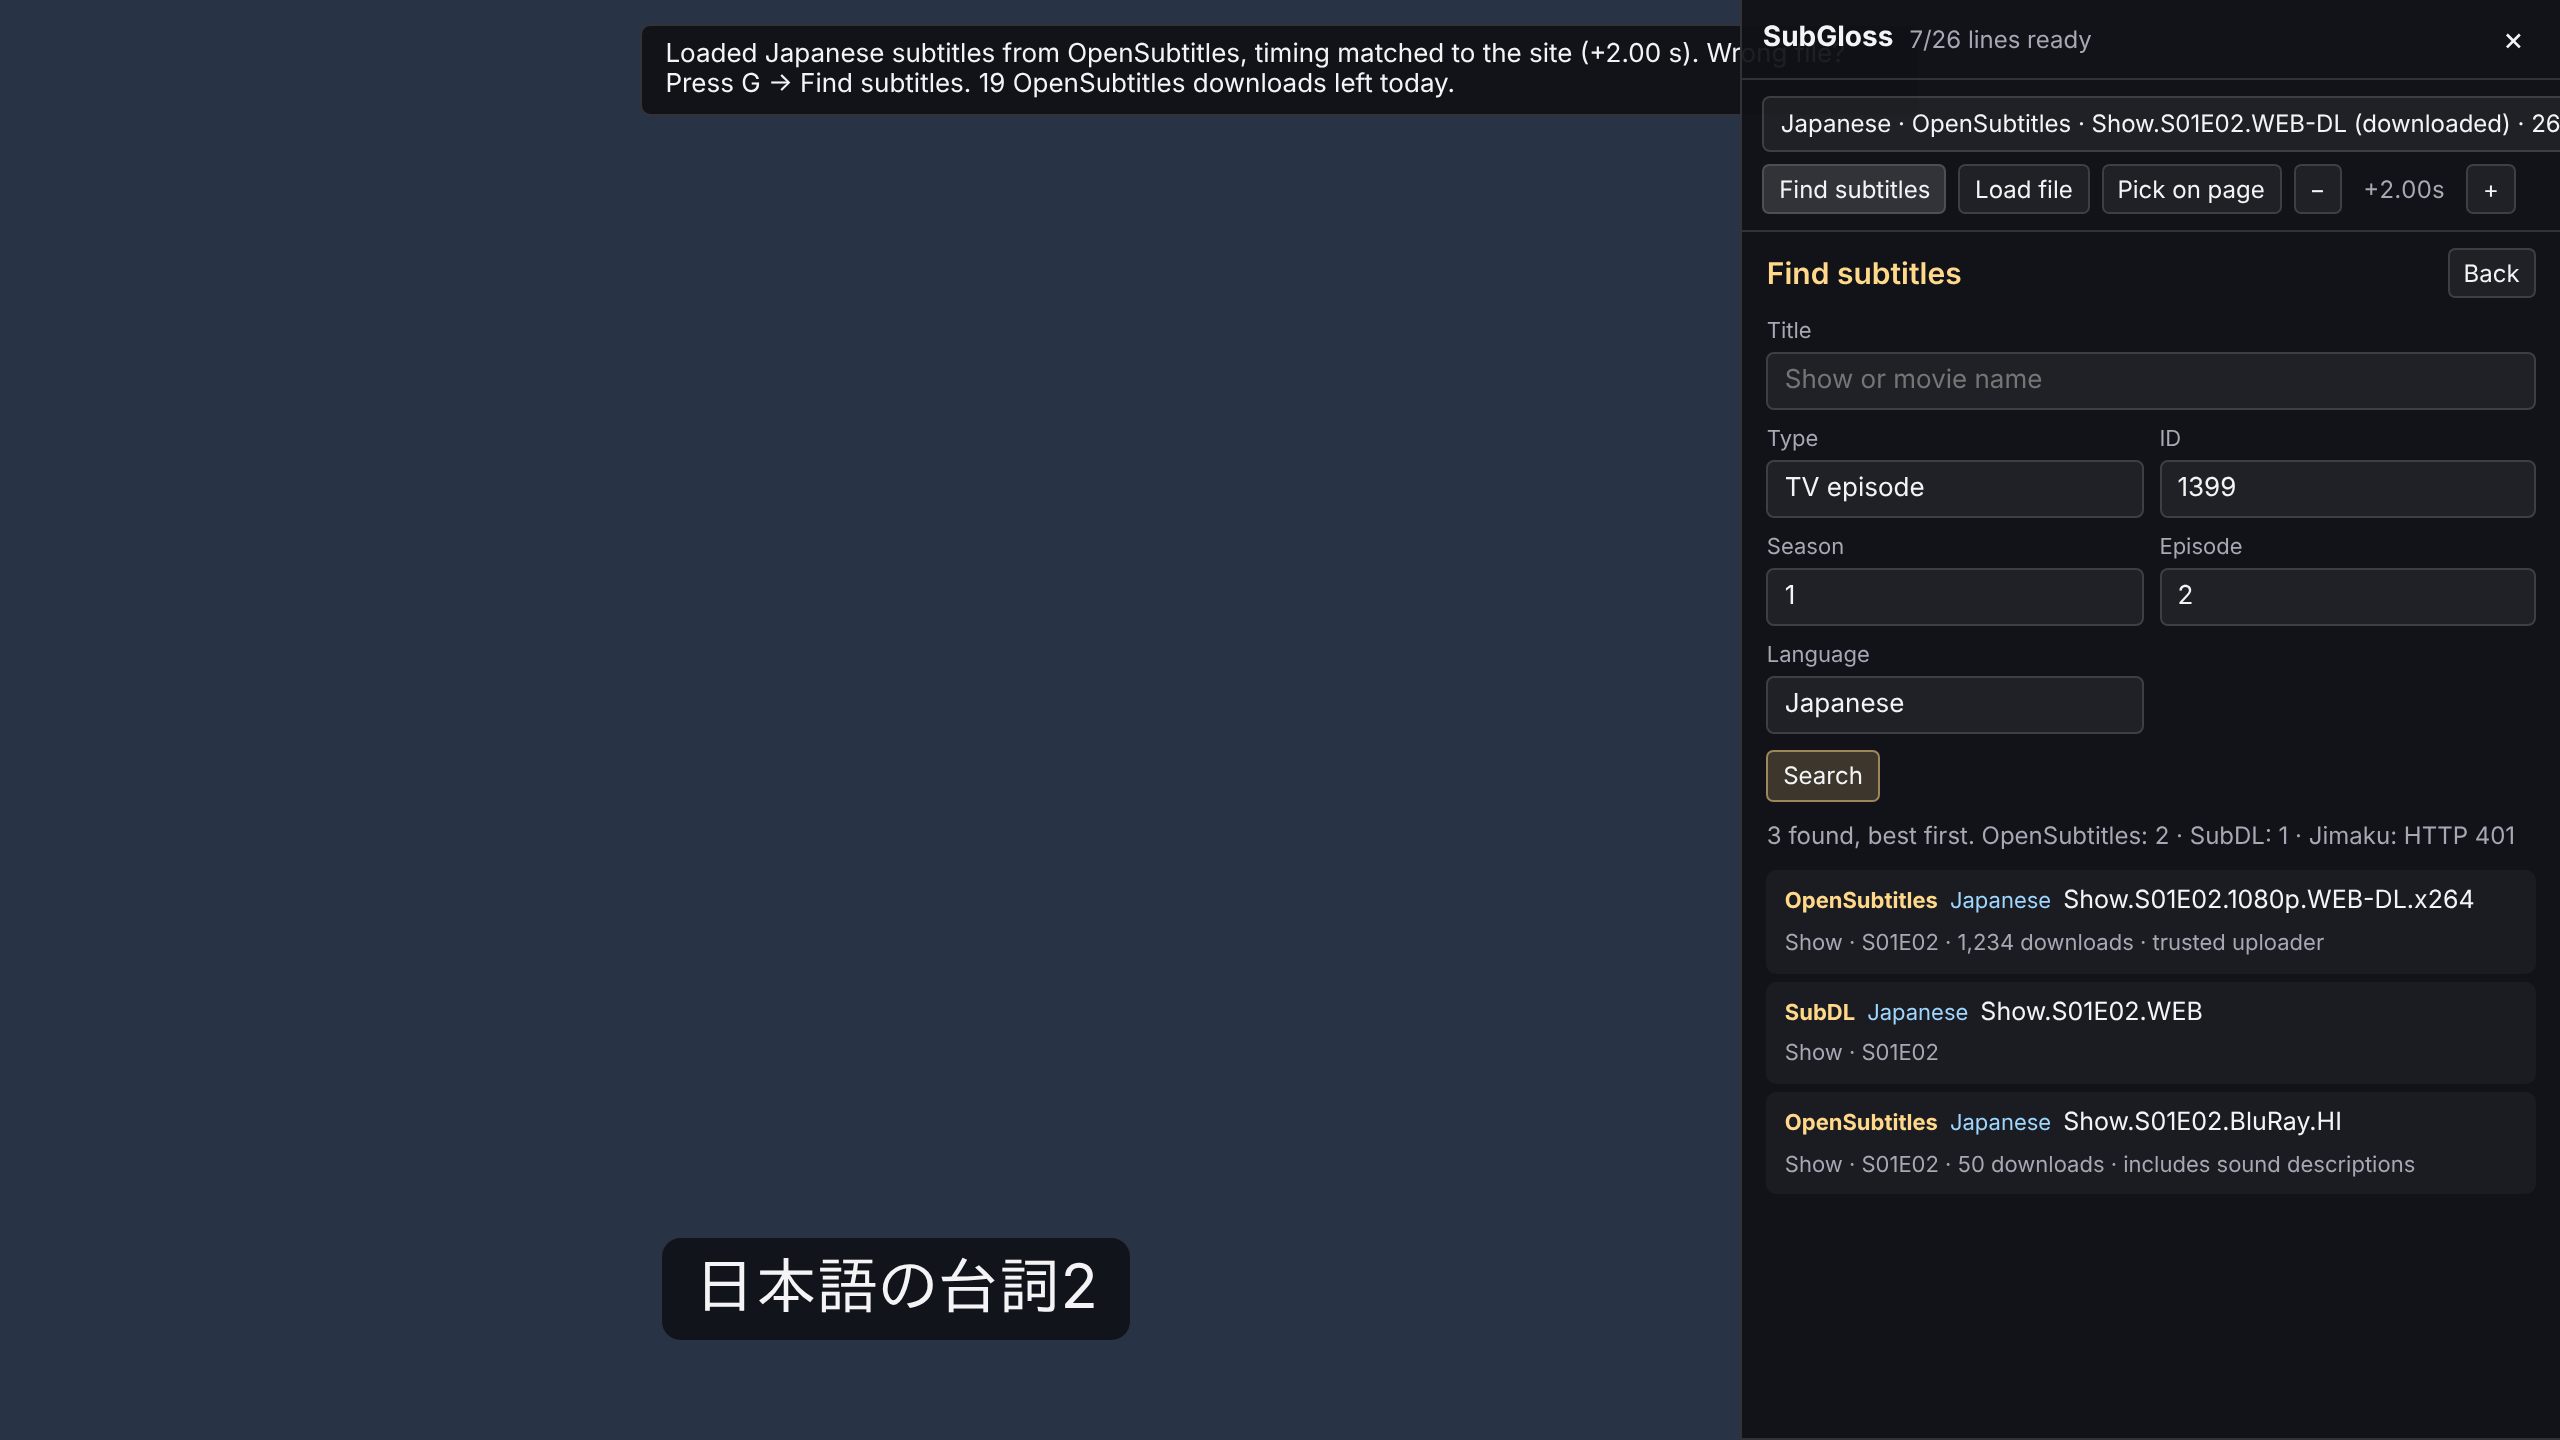 Loaded Japanese subtitles from OpenSubtitles, timing matched to the site (+2.00 s). Wrong file?
Press G → Find subtitles. 19 OpenSubtitles downloads left today.
SubGloss 7/26 lines ready ×
Japanese · OpenSubtitles · Show.S01E02.WEB-DL (downloaded) · 26
Find subtitles Load file Pick on page − +2.00s +
Find subtitles Back
Title
Show or movie name
Type ID
TV episode 1399
Season Episode
1 2
Language
Japanese
Search
3 found, best first. OpenSubtitles: 2 · SubDL: 1 · Jimaku: HTTP 401
OpenSubtitles Japanese Show.S01E02.1080p.WEB-DL.x264
Show · S01E02 · 1,234 downloads · trusted uploader
SubDL Japanese Show.S01E02.WEB
Show · S01E02
OpenSubtitles Japanese Show.S01E02.BluRay.HI
Show · S01E02 · 50 downloads · includes sound descriptions
日本語の台詞2